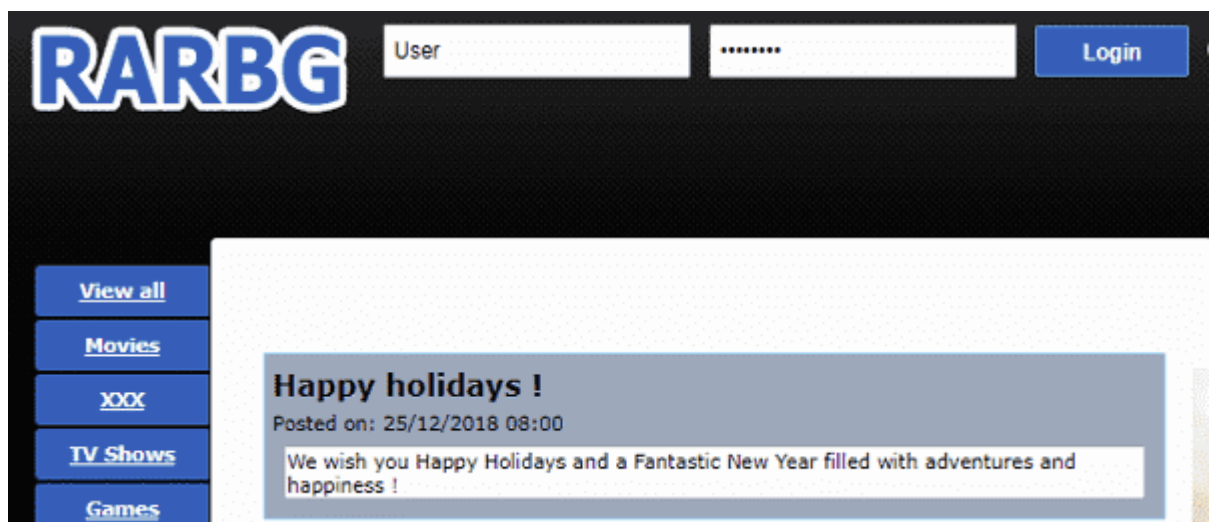 RARBG
User
••••••••
Login
View all
Movies
XXX
TV Shows
Games
Happy holidays !
Posted on: 25/12/2018 08:00
We wish you Happy Holidays and a Fantastic New Year filled with adventures and
happiness !